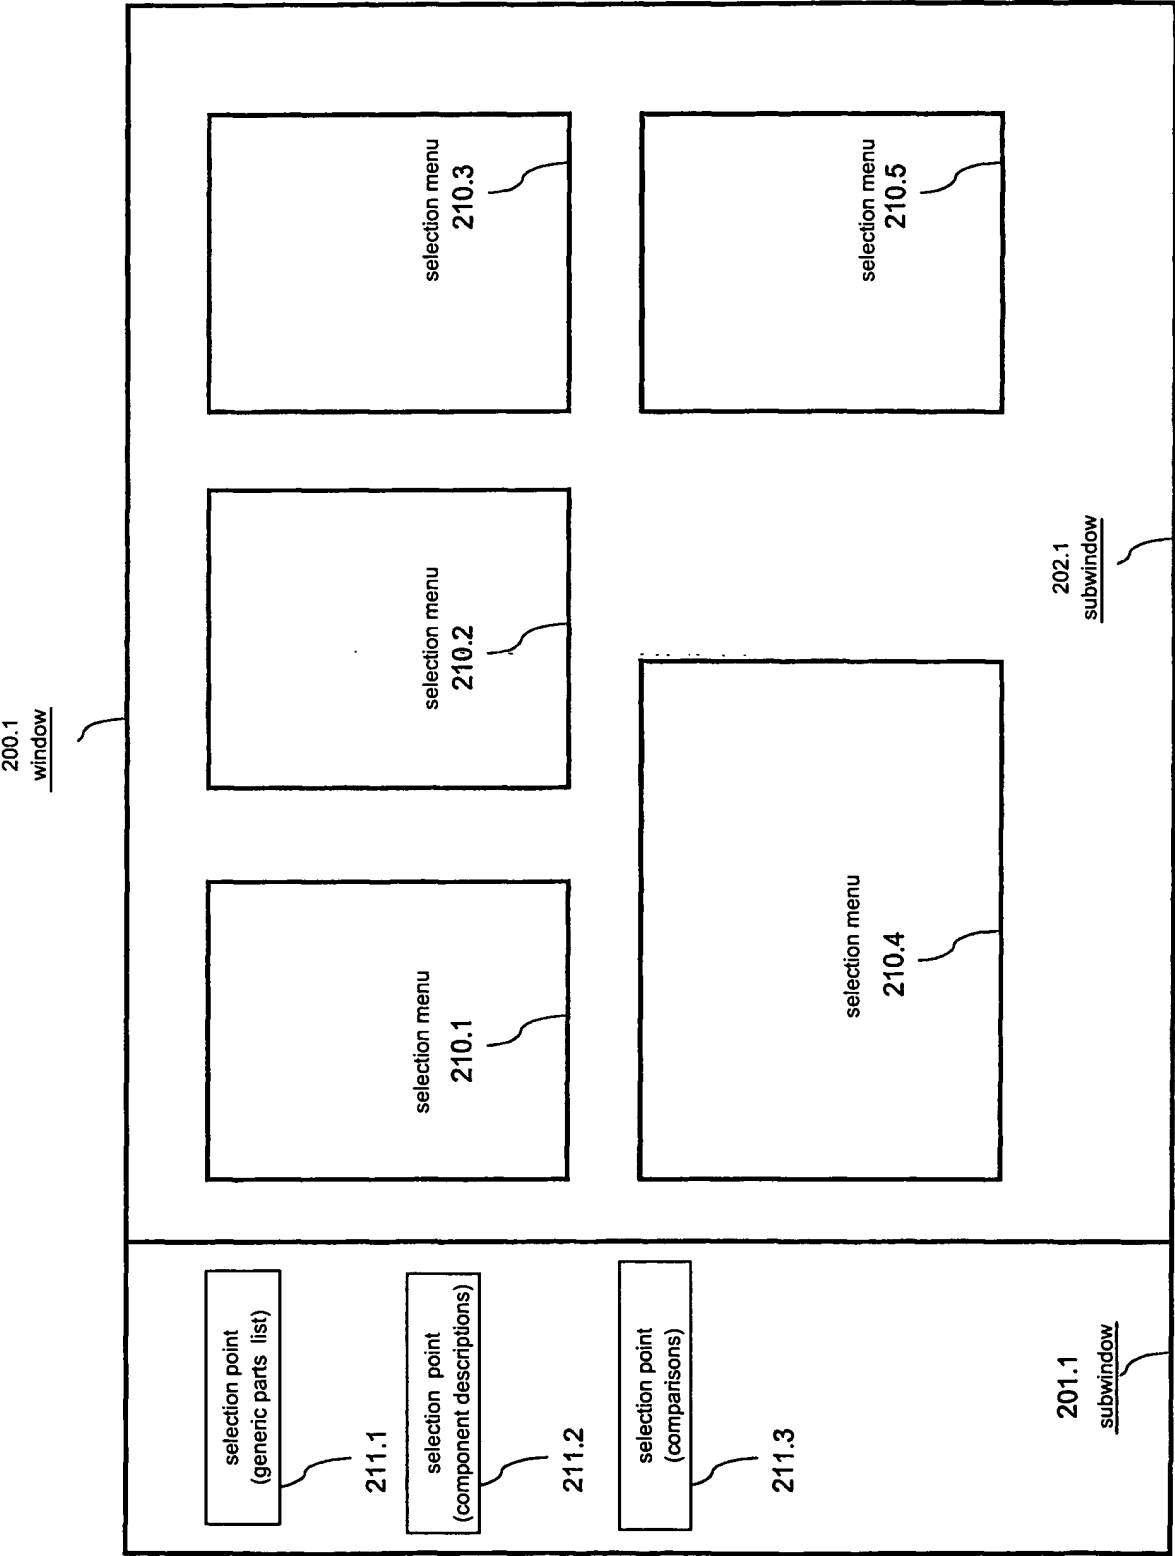 200.1
window
selection point
(generic parts list)
211.1
selection point
(component descriptions)
211.2
selection point
(comparisons)
211.3
201.1
subwindow
selection menu
210.1
selection menu
210.2
selection menu
210.3
selection menu
210.4
selection menu
210.5
202.1
subwindow